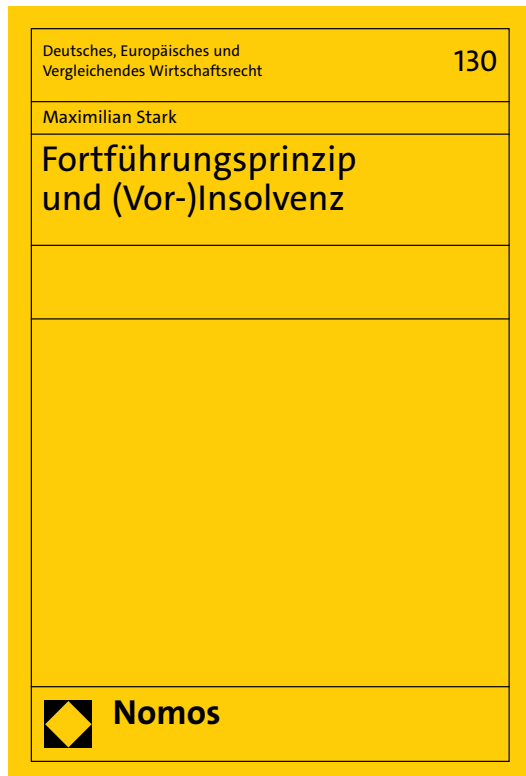 Deutsches, Europäisches und
Vergleichendes Wirtschaftsrecht
130
Maximilian Stark
Fortführungsprinzip
und (Vor-)Insolvenz
Nomos